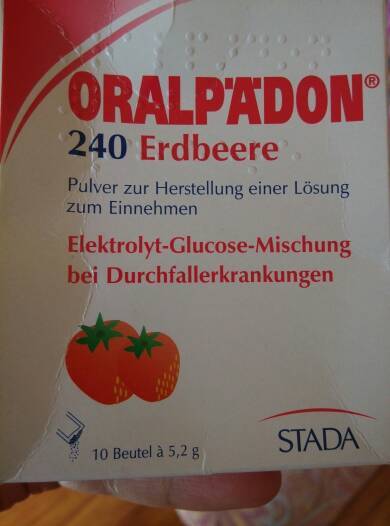 ORALPÄDON®
240 Erdbeere
Pulver zur Herstellung einer Lösung
zum Einnehmen
Elektrolyt-Glucose-Mischung
bei Durchfallerkrankungen
10 Beutel à 5,2 g
STADA